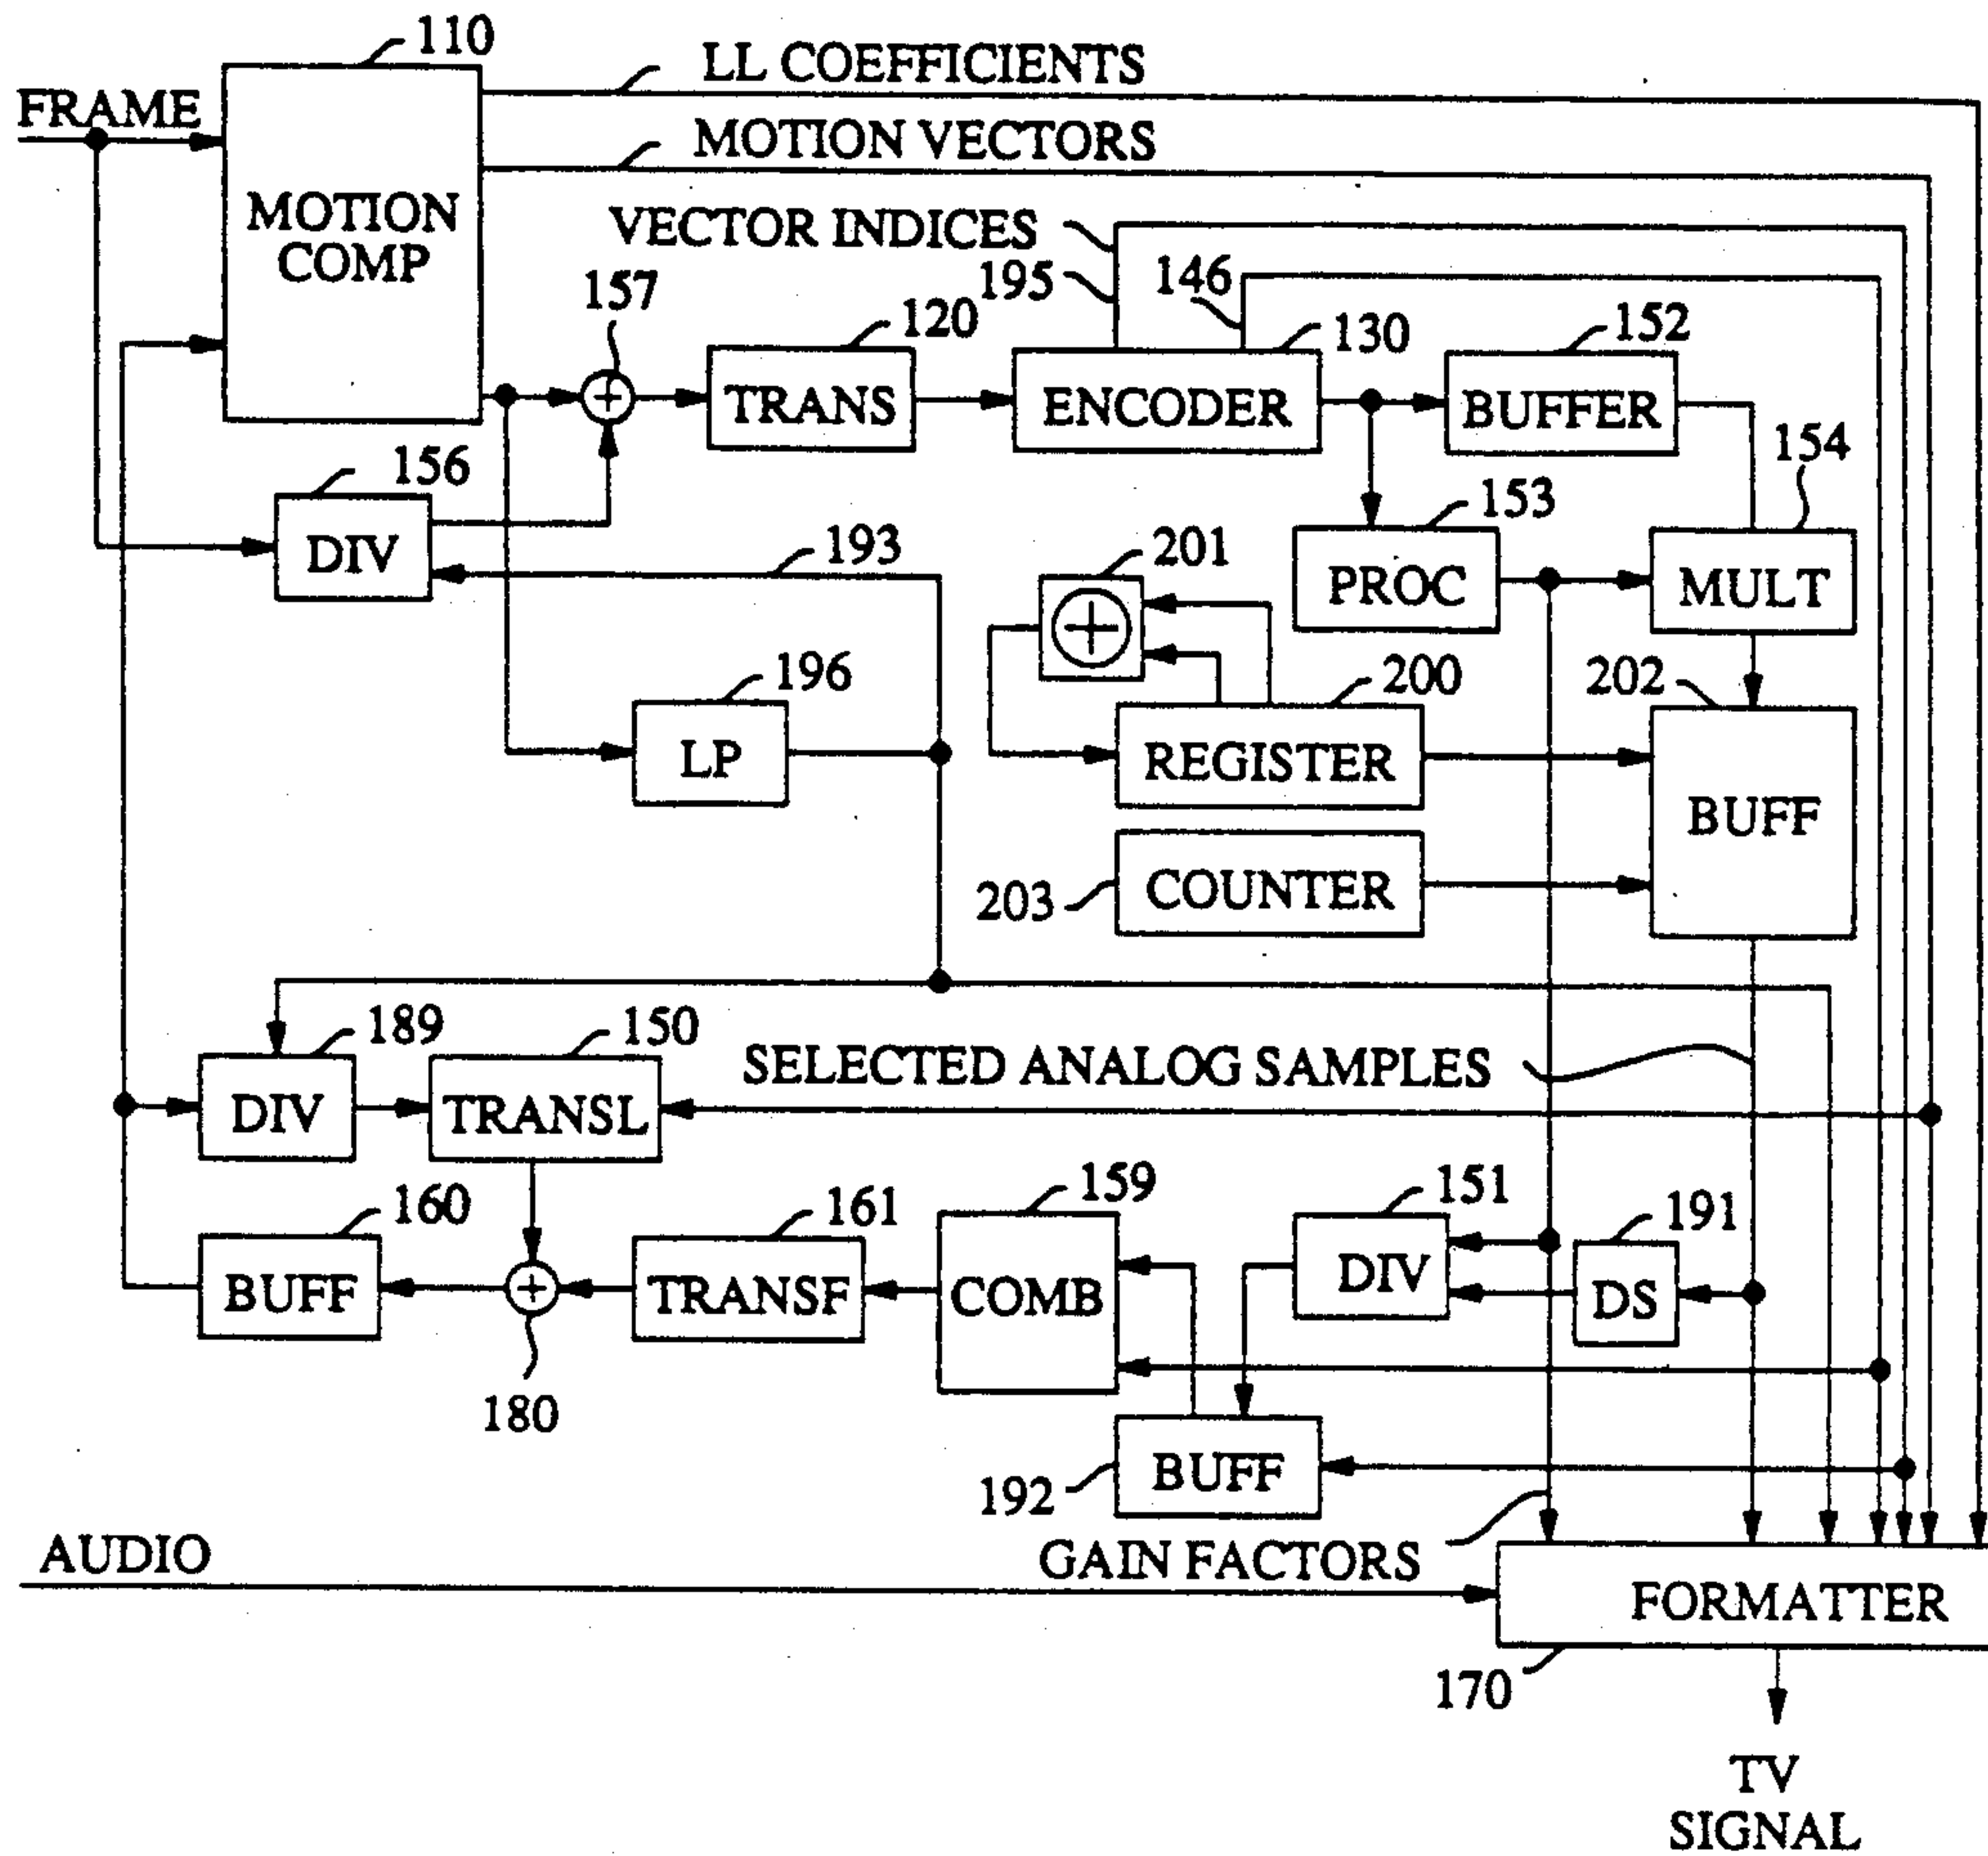 110
LL COEFFICIENTS
FRAME
MOTION VECTORS
MOTION
COMP
VECTOR INDICES
195
146
157
120
130
152
TRANS
ENCODER
BUFFER
154
156
153
DIV
193
201
PROC
MULT
196
200
202
LP
REGISTER
BUFF
203
COUNTER
189
150
SELECTED ANALOG SAMPLES
DIV
TRANSL
160
161
159
151
191
BUFF
TRANSF
COMB
DIV
DS
180
192
BUFF
AUDIO
GAIN FACTORS
FORMATTER
170
TV
SIGNAL